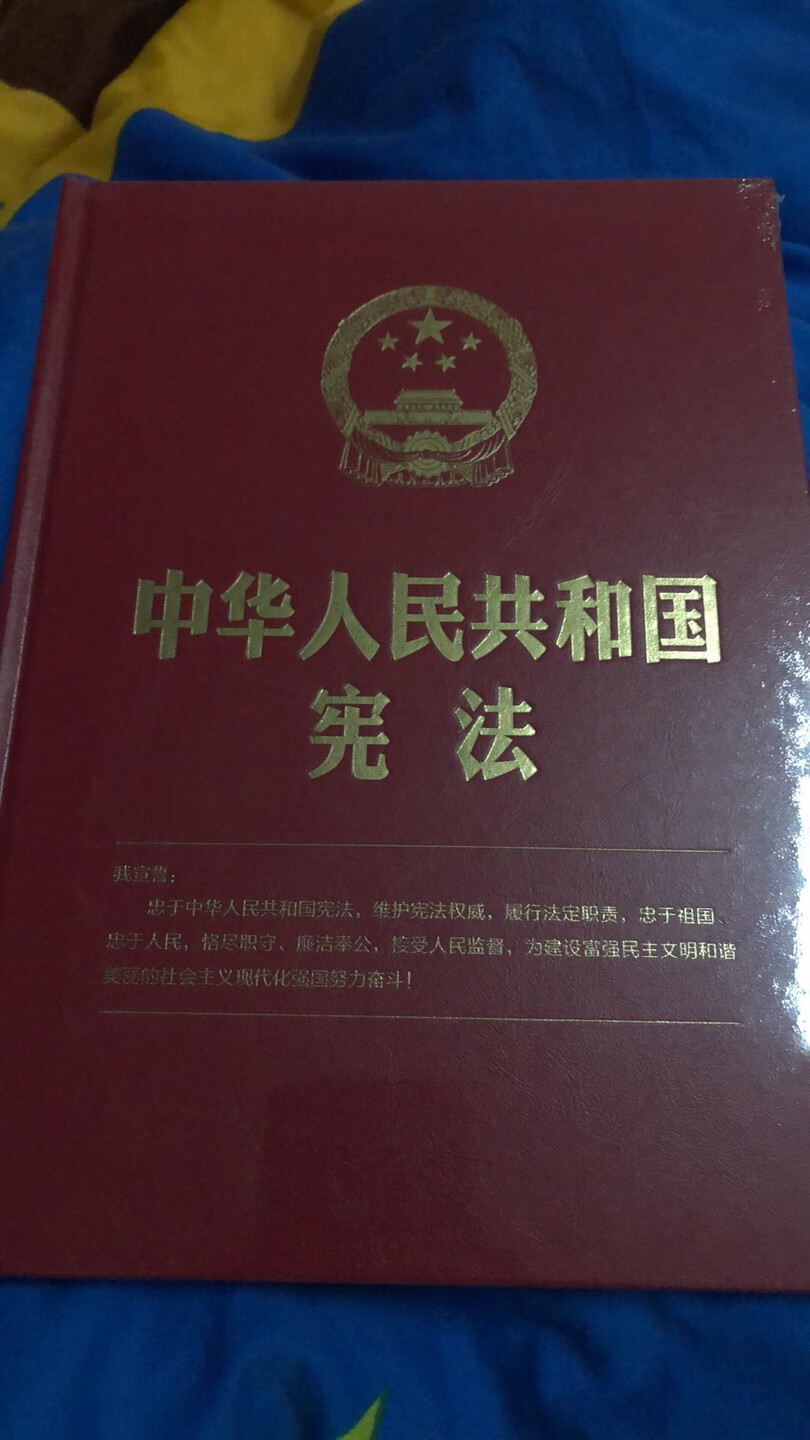 中华人民共和国
宪法
我宣誓：
忠于中华人民共和国宪法，维护宪法权威，履行法定职责，忠于祖国、
忠于人民，恪尽职守、廉洁奉公，接受人民监督，为建设富强民主文明和谐
美丽的社会主义现代化强国努力奋斗！